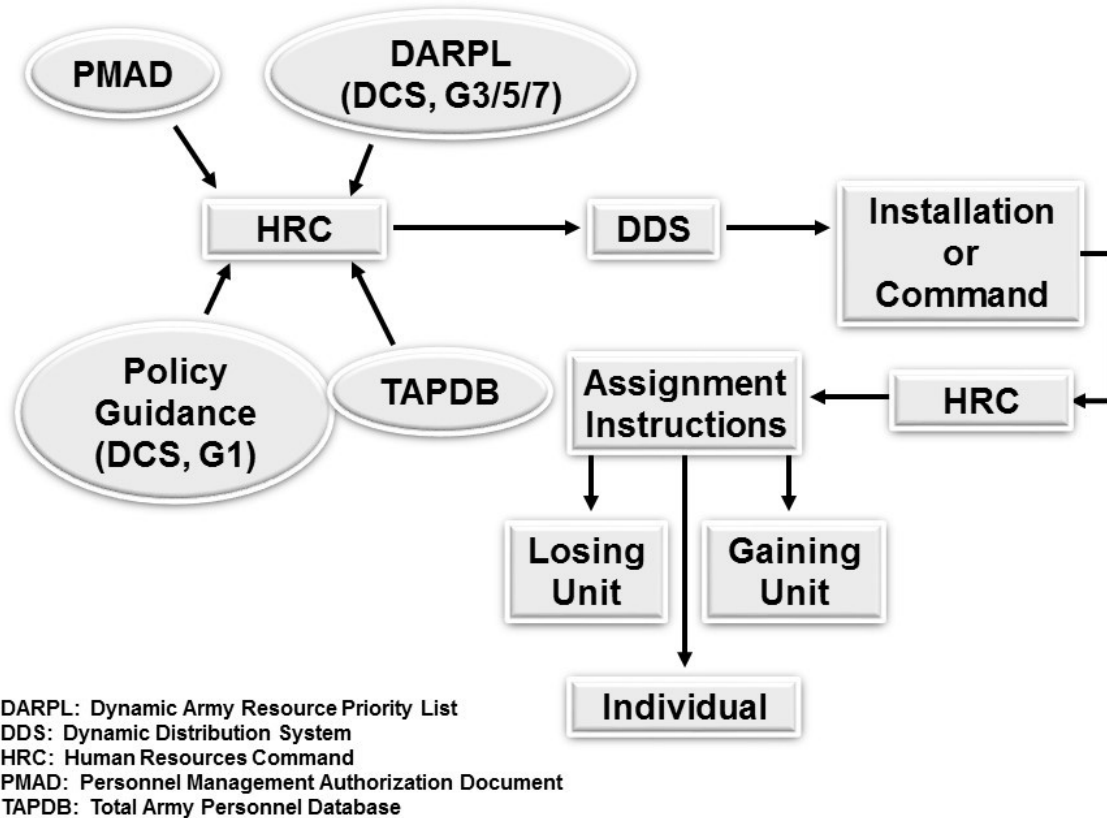 PMAD
DARPL
(DCS, G3/5/7)
HRC
DDS
Installation
or
Command
Policy
Guidance
(DCS, G1)
TAPDB
Assignment
Instructions
HRC
Losing
Unit
Gaining
Unit
Individual
DARPL: Dynamic Army Resource Priority List
DDS: Dynamic Distribution System
HRC: Human Resources Command
PMAD: Personnel Management Authorization Document
TAPDB: Total Army Personnel Database